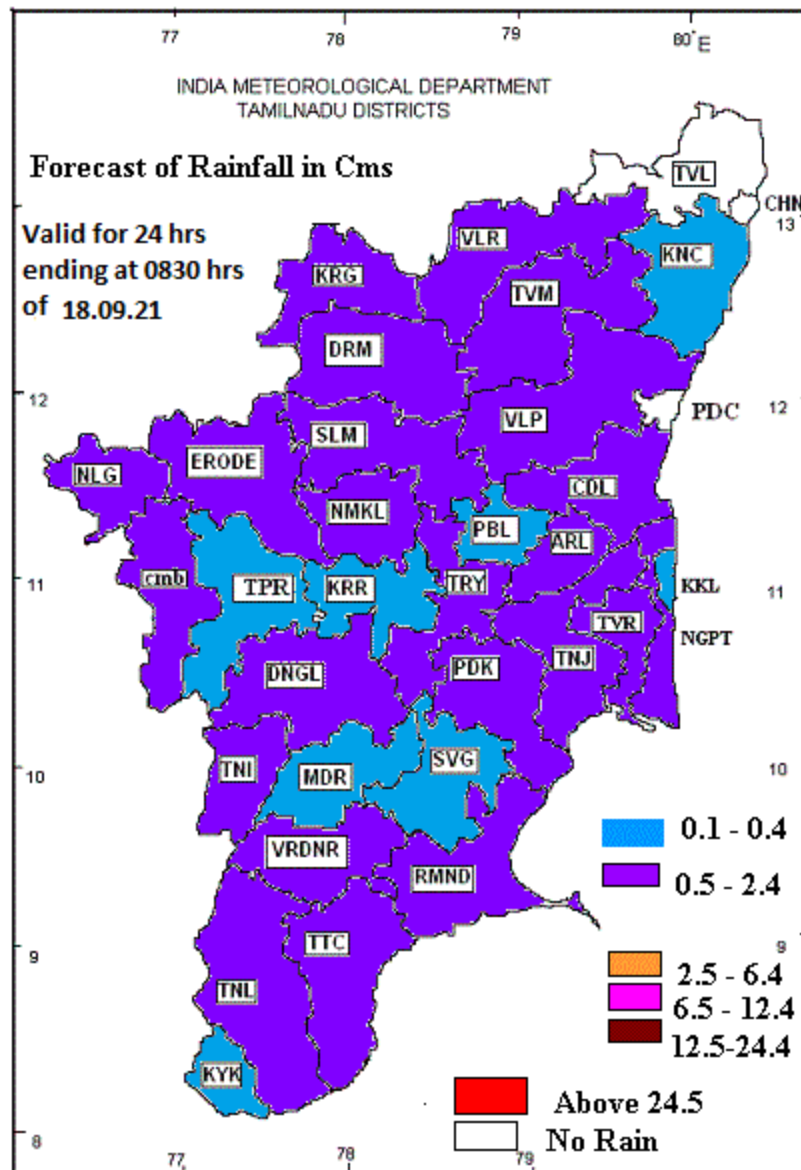 77 78 79 80°E
INDIA METEOROLOGICAL DEPARTMENT
TAMILNADU DISTRICTS
Forecast of Rainfall in Cms
Valid for 24 hrs
ending at 0830 hrs
of 18.09.21
TVL
CHN
13
VLR
KNC
KRG
TVM
DRM
12
12
PDC
VLP
SLM
ERODE
NLG
CDL
NMKL
PBL
ARL
cmb
11
TPR
KRR
TRY
KKL
11
TVR
NGPT
TNJ
PDK
DNGL
10
TNI
MDR
SVG
10
0.1 - 0.4
VRDNR
RMND
0.5 - 2.4
9
TTC
9
2.5 - 6.4
TNL
6.5 - 12.4
12.5-24.4
KYK
Above 24.5
No Rain
8
77 78 79